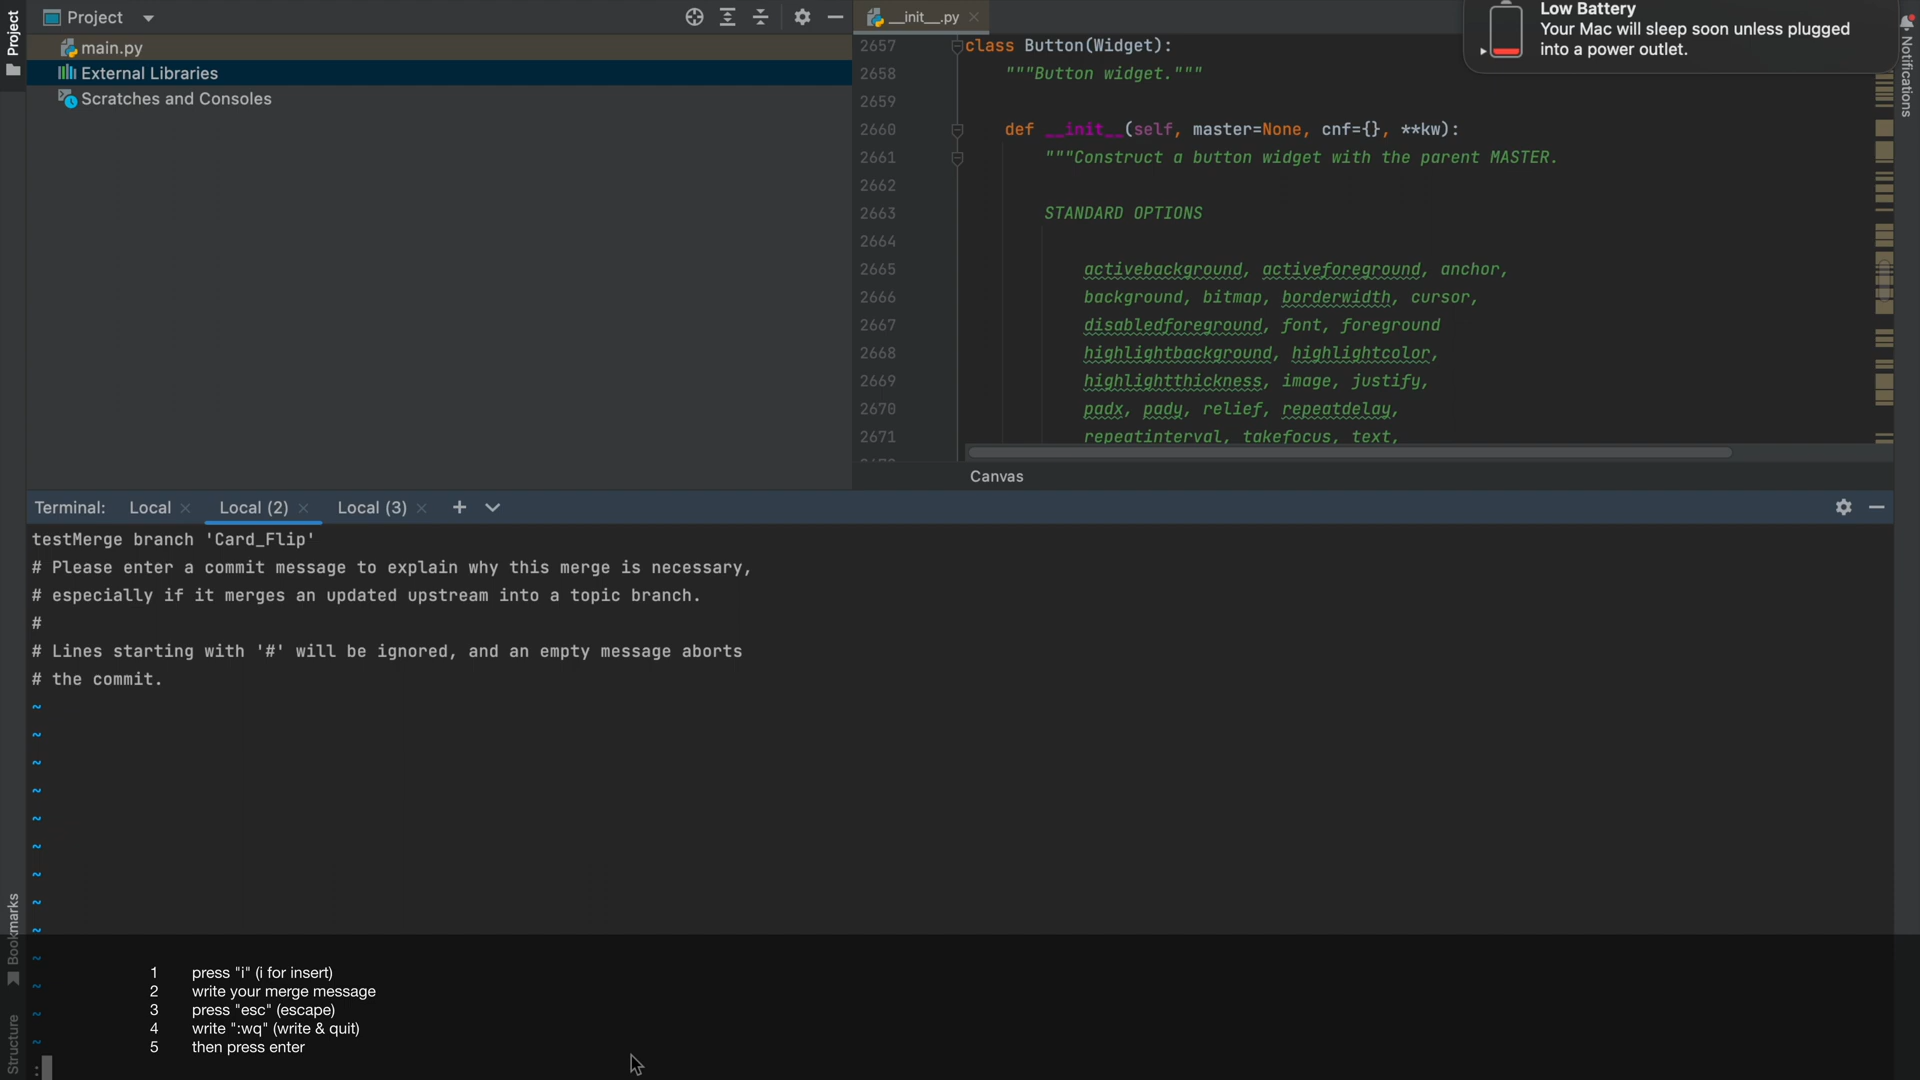 Project
Project
main.py
External Libraries
Scratches and Consoles
__init__.py
Low Battery
Your Mac will sleep soon unless plugged
into a power outlet.
Notifications
2657 class Button(Widget):
2658 """Button widget."""
2659
2660 def __init__(self, master=None, cnf={}, **kw):
2661 """Construct a button widget with the parent MASTER.
2662
2663 STANDARD OPTIONS
2664
2665 activebackground, activeforeground, anchor,
2666 background, bitmap, borderwidth, cursor,
2667 disabledforeground, font, foreground
2668 highlightbackground, highlightcolor,
2669 highlightthickness, image, justify,
2670 padx, pady, relief, repeatdelay,
2671 repeatinterval, takefocus, text,
Canvas
Terminal: Local Local (2) Local (3)
testMerge branch 'Card_Flip'
# Please enter a commit message to explain why this merge is necessary,
# especially if it merges an updated upstream into a topic branch.
#
# Lines starting with '#' will be ignored, and an empty message aborts
# the commit.
~
~
~
~
~
~
~
~
~
~
~
~
~
:
Bookmarks
Structure
1 press "i" (i for insert)
2 write your merge message
3 press "esc" (escape)
4 write ":wq" (write & quit)
5 then press enter